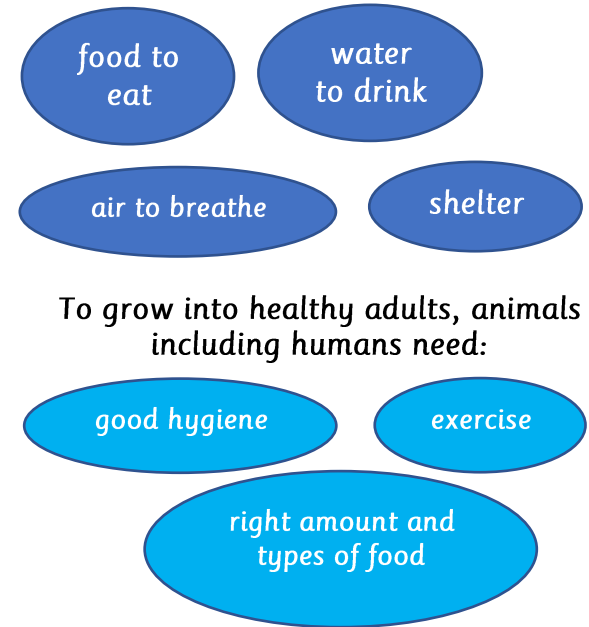 food to
eat
water
to drink
air to breathe
shelter
To grow into healthy adults, animals
including humans need:
good hygiene
exercise
right amount and
types of food